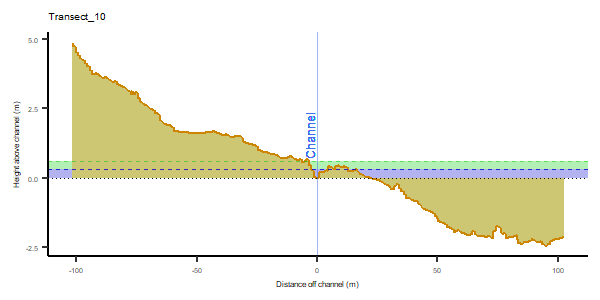 Transect_10
Height above channel (m)
5.0
2.5
0.0
-2.5
Channel
-100
-50
0
50
100
Distance off channel (m)